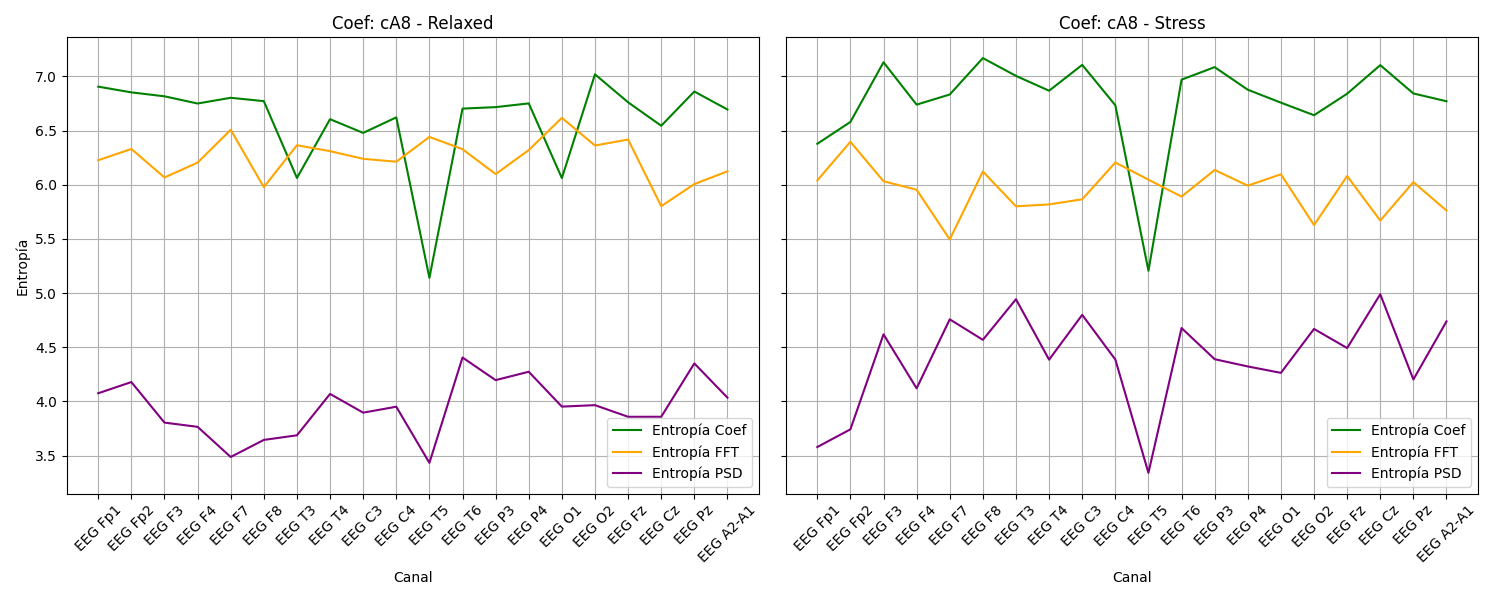 Coef: cA8 - Relaxed
Entropía
7.0
6.5
6.0
5.5
5.0
4.5
4.0
3.5
Entropía Coef
Entropía FFT
Entropía PSD
EEG Fp1
EEG Fp2
EEG F3
EEG F4
EEG F7
EEG F8
EEG T3
EEG T4
EEG C3
EEG C4
EEG T5
EEG T6
EEG P3
EEG P4
EEG O1
EEG O2
EEG Fz
EEG Cz
EEG Pz
EEG A2-A1
Canal
Coef: cA8 - Stress
Entropía Coef
Entropía FFT
Entropía PSD
EEG Fp1
EEG Fp2
EEG F3
EEG F4
EEG F7
EEG F8
EEG T3
EEG T4
EEG C3
EEG C4
EEG T5
EEG T6
EEG P3
EEG P4
EEG O1
EEG O2
EEG Fz
EEG Cz
EEG Pz
EEG A2-A1
Canal